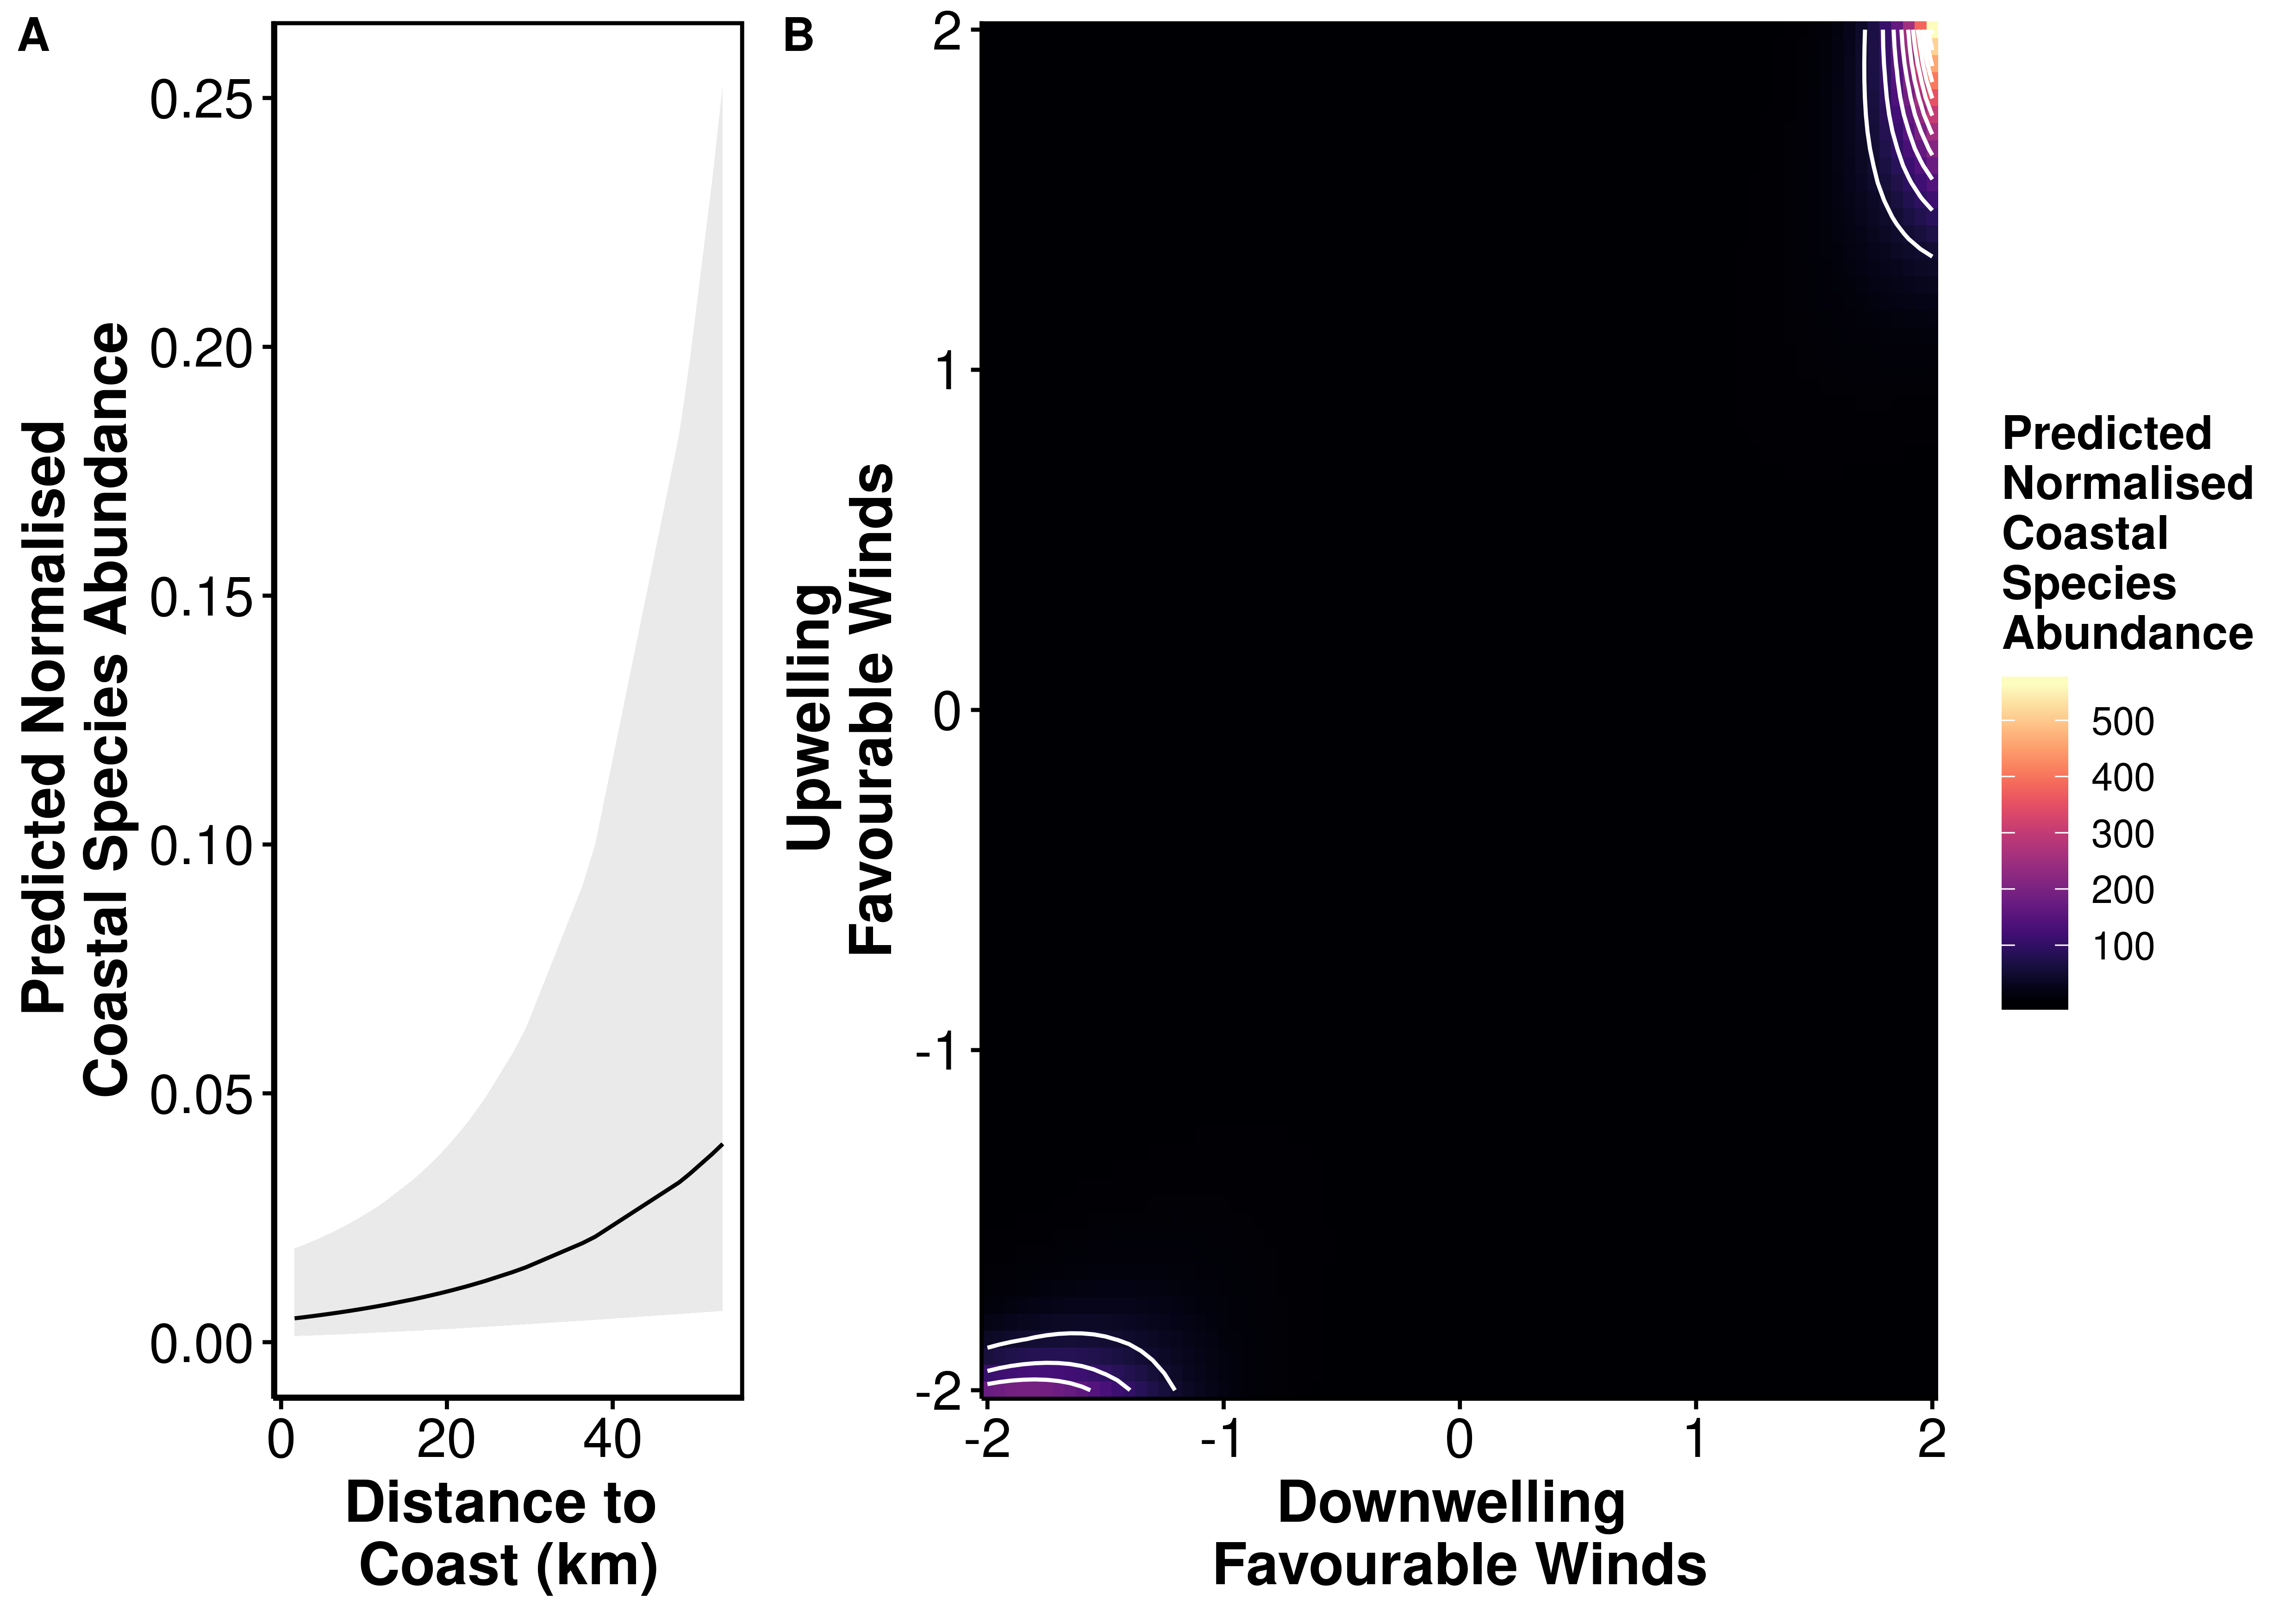 A
Predicted Normalised
Coastal Species Abundance
0.25
0.20
0.15
0.10
0.05
0.00
0
20
40
Distance to
Coast (km)
B
Upwelling
Favourable Winds
2
1
0
-1
-2
-2
-1
0
1
2
Downwelling
Favourable Winds
Predicted
Normalised
Coastal
Species
Abundance
500
400
300
200
100